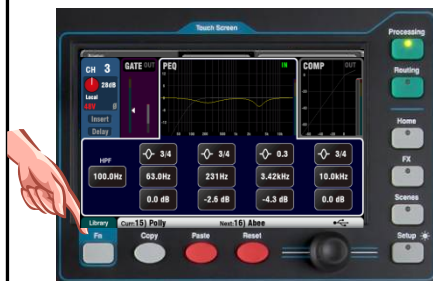 Touch Screen
Processing
CH 3
GATE OUT
PEQ
IN
COMP
OUT
28dB
Local
48V Ø
Insert
Delay
Routing
Home
HPF
3/4
3/4
0.3
3/4
100.0Hz
63.0Hz
231Hz
3.42kHz
10.0kHz
0.0 dB
-2.6 dB
-4.3 dB
0.0 dB
FX
Scenes
Library
Curr:15) Polly
Next:16) Abee
Fn
Copy
Paste
Reset
Setup